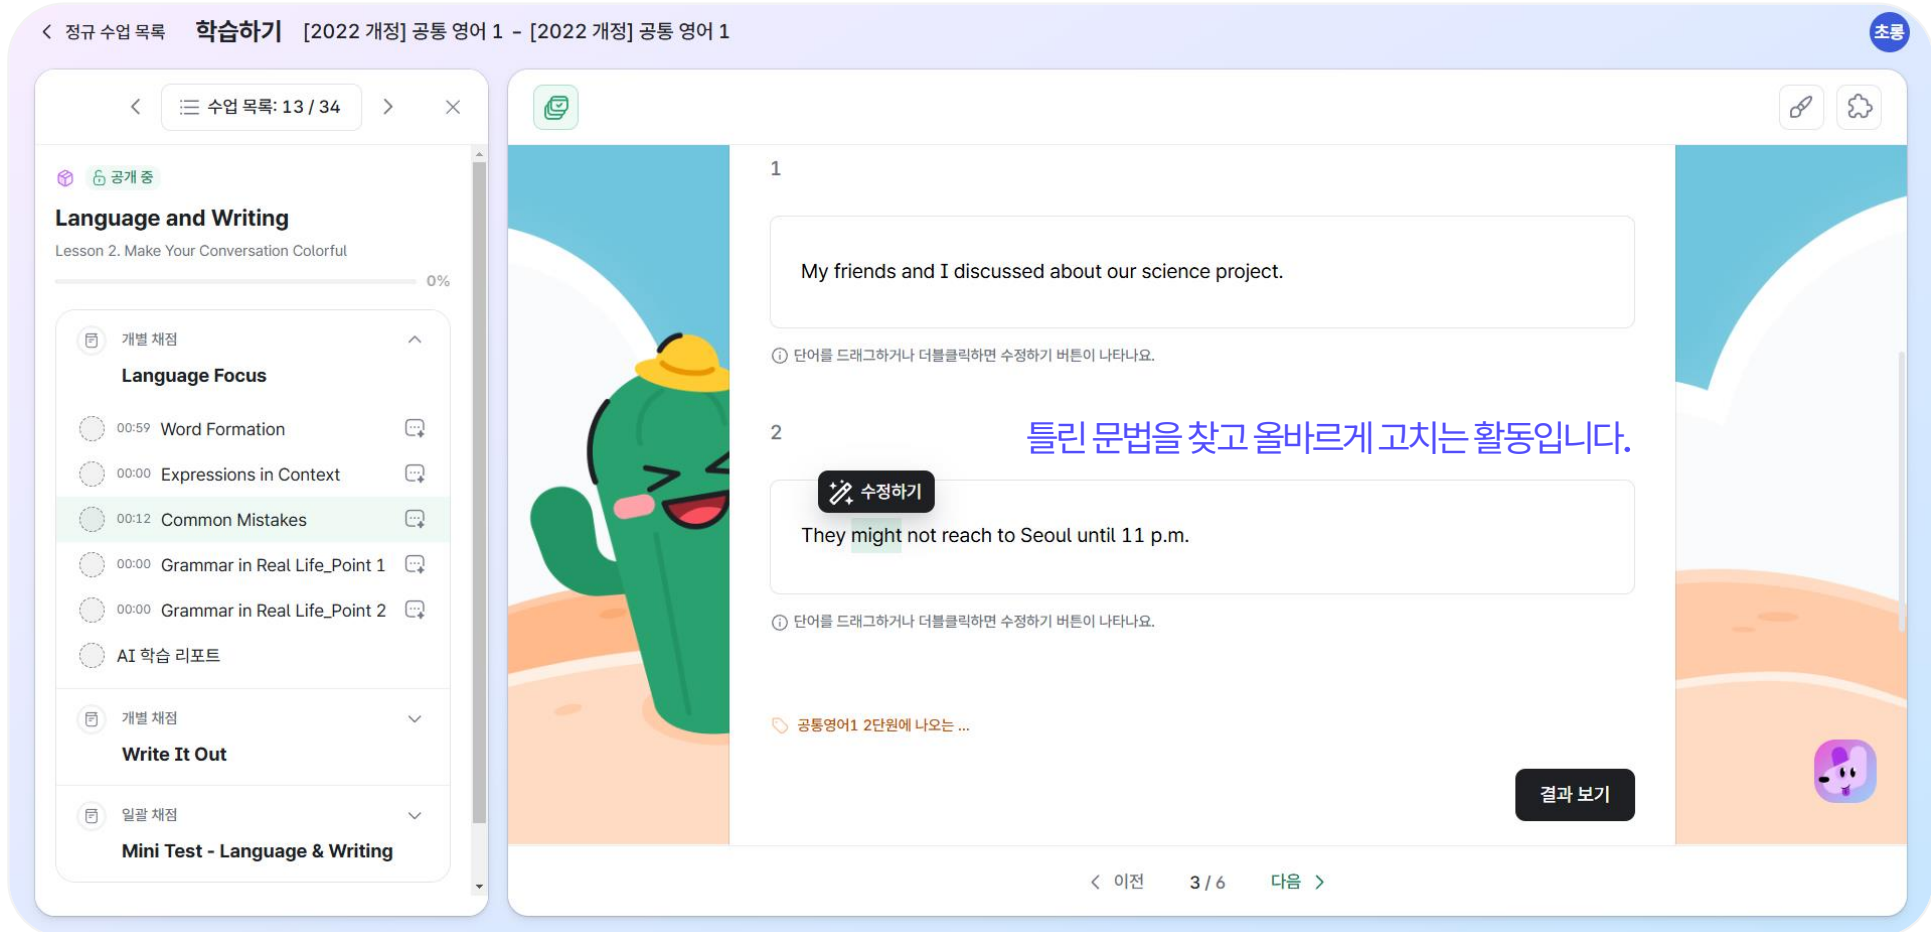 정규 수업 목록 학습하기 [2022 개정] 공통 영어 1 - [2022 개정] 공통 영어 1
초롱
수업 목록: 13 / 34
공개 중
Language and Writing
Lesson 2. Make Your Conversation Colorful
0%
개별 채점
Language Focus
00:59 Word Formation
00:00 Expressions in Context
00:12 Common Mistakes
00:00 Grammar in Real Life_Point 1
00:00 Grammar in Real Life_Point 2
AI 학습 리포트
개별 채점
Write It Out
일괄 채점
Mini Test - Language & Writing
1
My friends and I discussed about our science project.
단어를 드래그하거나 더블클릭하면 수정하기 버튼이 나타나요.
2
틀린 문법을 찾고 올바르게 고치는 활동입니다.
수정하기
They might not reach to Seoul until 11 p.m.
단어를 드래그하거나 더블클릭하면 수정하기 버튼이 나타나요.
공통영어1 2단원에 나오는 ...
결과 보기
이전 3 / 6 다음